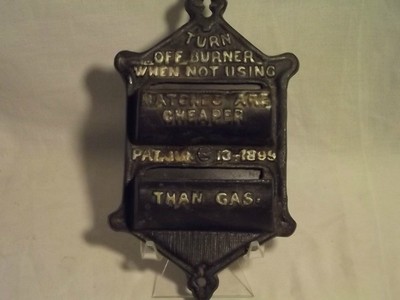 TURN
OFF BURNER
WHEN NOT USING
MATCHES ARE
CHEAPER
PAT. JUNE 13-1899
THAN GAS.